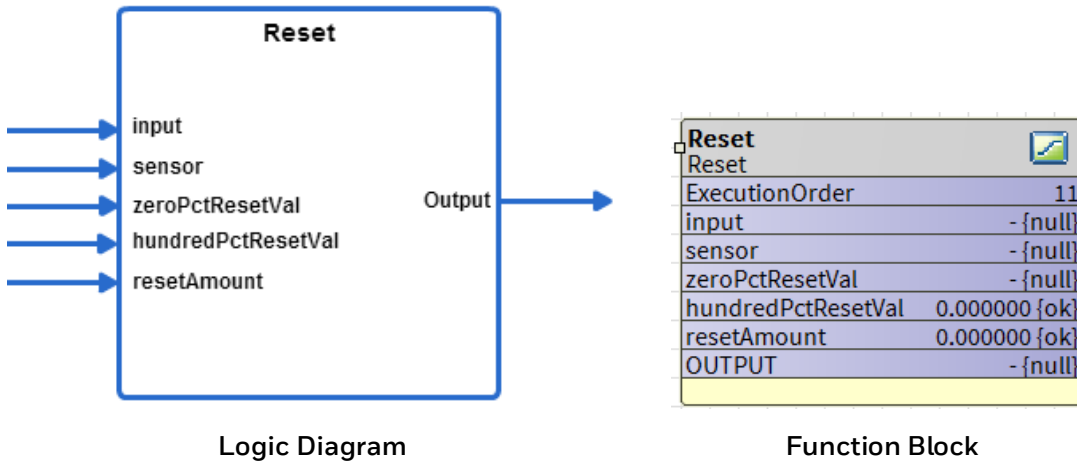 Reset
input
sensor
zeroPctResetVal
hundredPctResetVal
resetAmount
Output
Logic Diagram
Reset
Reset
ExecutionOrder 11
input - {null}
sensor - {null}
zeroPctResetVal - {null}
hundredPctResetVal 0.000000 {ok}
resetAmount 0.000000 {ok}
OUTPUT - {null}
Function Block